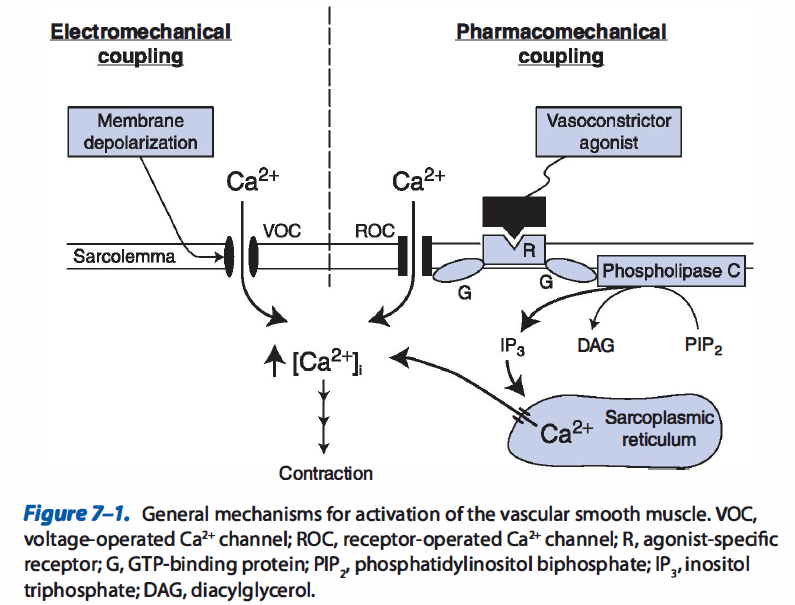 Electromechanical
coupling
Pharmacomechanical
coupling
Membrane
depolarization
Vasoconstrictor
agonist
Ca2+
Ca2+
VOC
ROC
Sarcolemma
R
G
G
Phospholipase C
IP3
DAG
PIP2
[Ca2+]i
Ca2+
Sarcoplasmic
reticulum
Contraction
Figure 7–1. General mechanisms for activation of the vascular smooth muscle. VOC,
voltage-operated Ca2+ channel; ROC, receptor-operated Ca2+ channel; R, agonist-specific
receptor; G, GTP-binding protein; PIP2, phosphatidylinositol biphosphate; IP3, inositol
triphosphate; DAG, diacylglycerol.